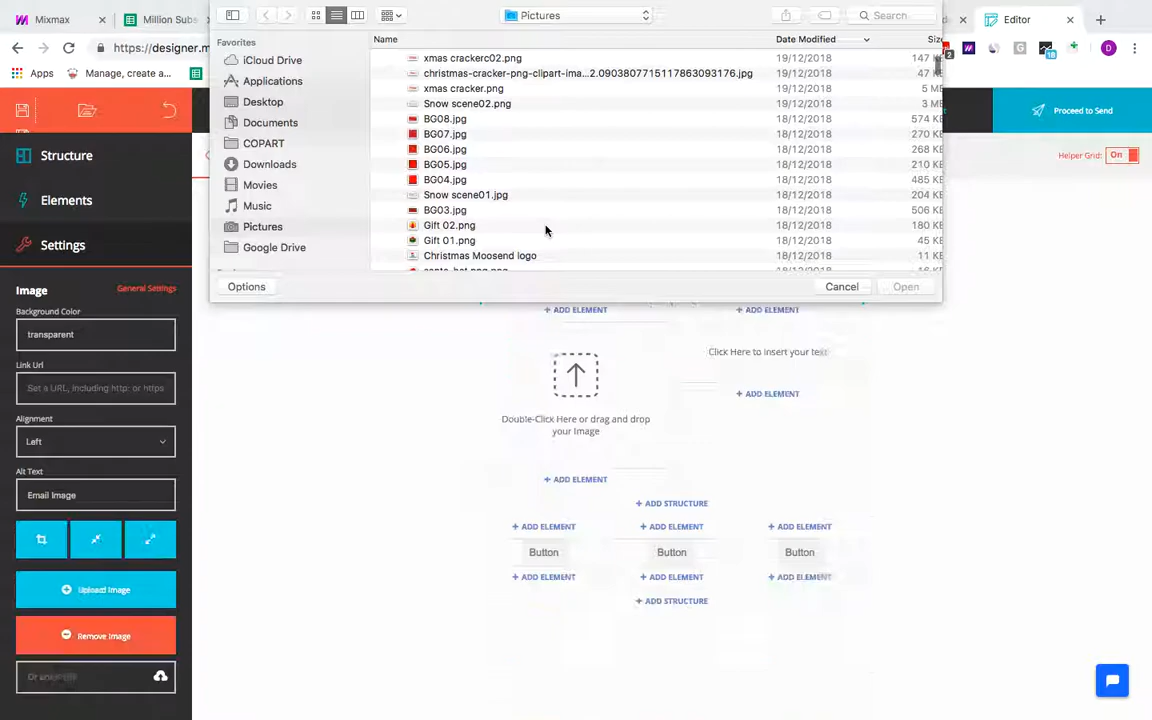 Mixmax
Million Subs
Editor
https://designer.m
D
Apps
Manage, create a...
2
18
Proceed to Send
Helper Grid:
On
Structure
Elements
Settings
Image
General Settings
Background Color
transparent
Link Url
Set a URL, including http: or https
Alignment
Left
Alt Text
Email Image
Upload Image
Remove Image
Pictures
Search
Favorites
iCloud Drive
Applications
Desktop
Documents
COPART
Downloads
Movies
Music
Pictures
Google Drive
Name
Date Modified
Size
xmas crackerc02.png
19/12/2018
147 KB
christmas-cracker-png-clipart-ima...2.0903807715117863093176.png
19/12/2018
47 KB
xmas cracker.png
19/12/2018
5 MB
Snow scene02.png
19/12/2018
3 MB
BG08.jpg
18/12/2018
574 KB
BG07.jpg
18/12/2018
270 KB
BG06.jpg
18/12/2018
268 KB
BG05.jpg
18/12/2018
210 KB
BG04.jpg
18/12/2018
485 KB
Snow scene01.jpg
18/12/2018
204 KB
BG03.jpg
18/12/2018
506 KB
Gift 02.png
18/12/2018
180 KB
Gift 01.png
18/12/2018
45 KB
Christmas Moosend logo
18/12/2018
11 KB
Options
Cancel
Open
+ ADD ELEMENT
+ ADD ELEMENT
Double-Click Here or drag and drop
your Image
Click Here to insert your text
+ ADD ELEMENT
+ ADD ELEMENT
+ ADD STRUCTURE
+ ADD ELEMENT
+ ADD ELEMENT
+ ADD ELEMENT
Button
Button
Button
+ ADD ELEMENT
+ ADD ELEMENT
+ ADD ELEMENT
+ ADD STRUCTURE